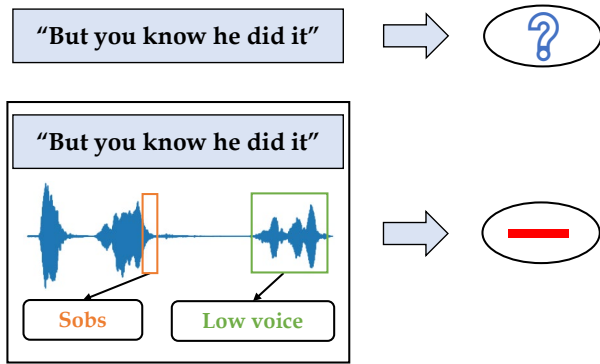 “But you know he did it”
?
“But you know he did it”
Sobs
Low voice